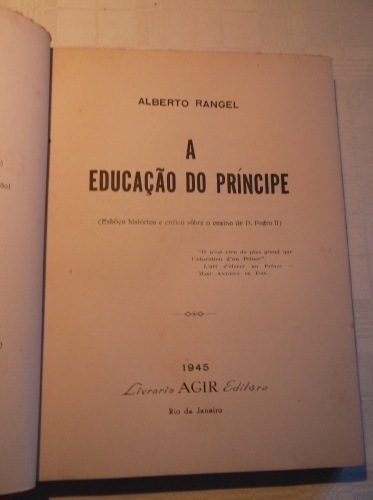 ALBERTO RANGEL
A
EDUCAÇÃO DO PRÍNCIPE
(Esbôço histórico e crítico sôbre o ensino de D. Pedro II)
"Il n'est rien de plus grand que
l'éducation d'un Prince".
L'art d'élever un Prince —
1945
Livraria AGIR Editôra
Rio de Janeiro